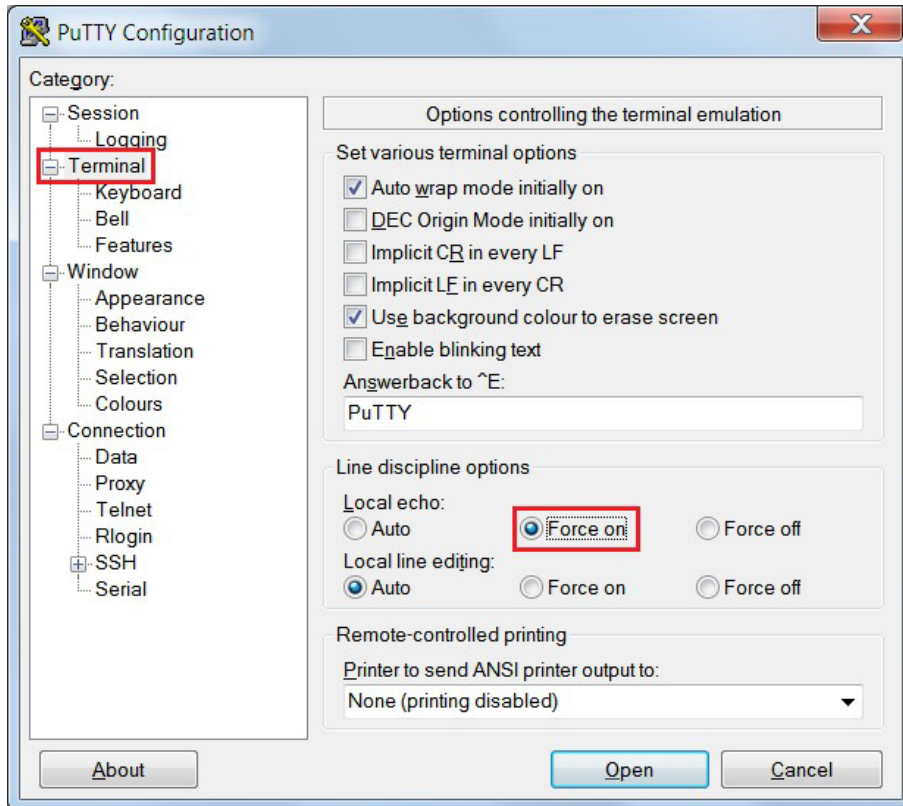 PuTTY Configuration
Category:
Session
Logging
Terminal
Keyboard
Bell
Features
Window
Appearance
Behaviour
Translation
Selection
Colours
Connection
Data
Proxy
Telnet
Rlogin
SSH
Serial
Options controlling the terminal emulation
Set various terminal options
Auto wrap mode initially on
DEC Origin Mode initially on
Implicit CR in every LF
Implicit LF in every CR
Use background colour to erase screen
Enable blinking text
Answerback to ^E:
PuTTY
Line discipline options
Local echo:
Auto Force on Force off
Local line editing:
Auto Force on Force off
Remote-controlled printing
Printer to send ANSI printer output to:
None (printing disabled)
About Open Cancel